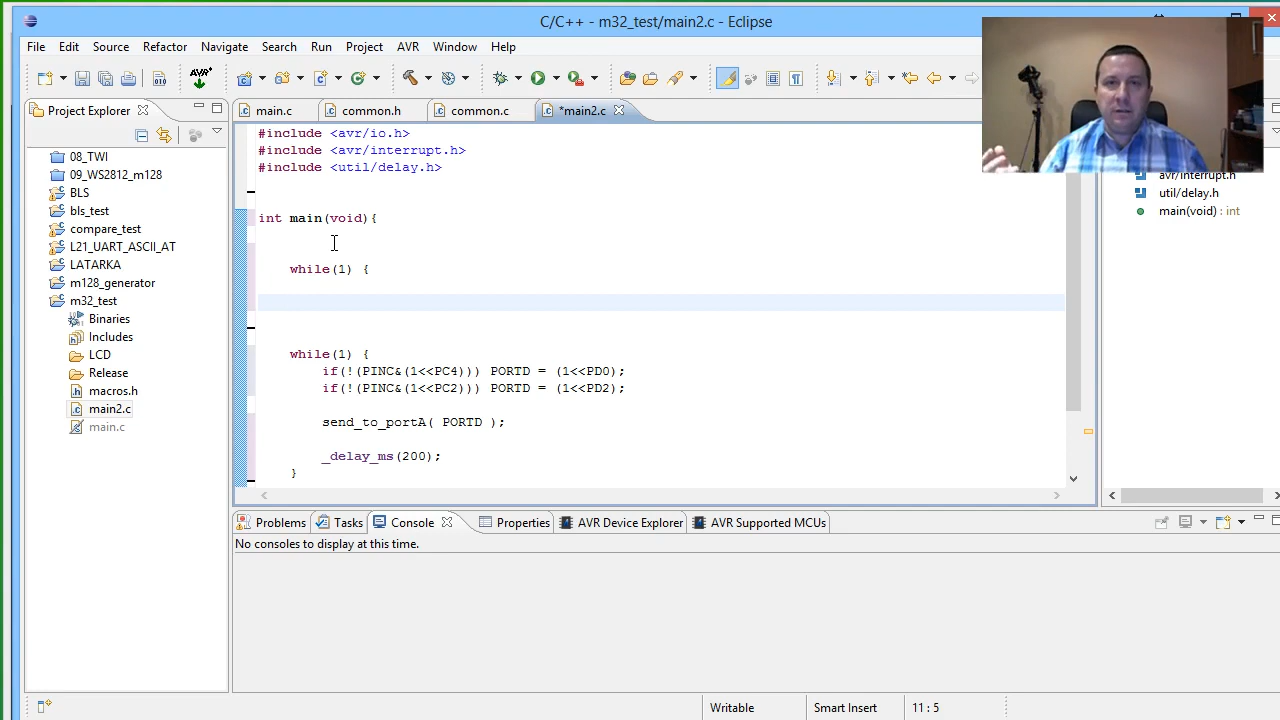 C/C++ - m32_test/main2.c - Eclipse
File Edit Source Refactor Navigate Search Run Project AVR Window Help
010 AVR
Project Explorer
08_TWI
09_WS2812_m128
BLS
bls_test
compare_test
L21_UART_ASCII_AT
LATARKA
m128_generator
m32_test
Binaries
Includes
LCD
Release
macros.h
main2.c
main.c
main.c common.h common.c *main2.c
#include <avr/io.h>
#include <avr/interrupt.h>
#include <util/delay.h>
int main(void){
while(1) {
while(1) {
if(!(PINC&(1<<PC4))) PORTD = (1<<PD0);
if(!(PINC&(1<<PC2))) PORTD = (1<<PD2);
send_to_portA( PORTD );
_delay_ms(200);
}
avr/interrupt.h
util/delay.h
main(void) : int
Problems Tasks Console Properties AVR Device Explorer AVR Supported MCUs
No consoles to display at this time.
Writable Smart Insert 11 : 5